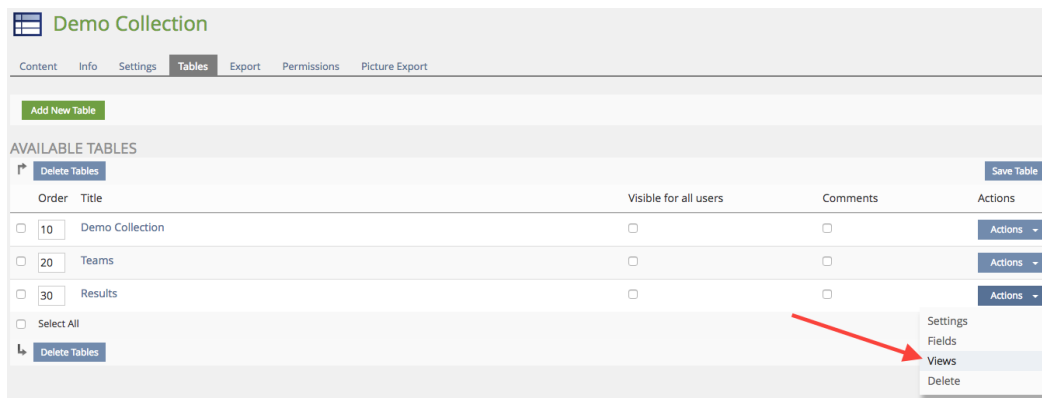 Demo Collection
Content Info Settings Tables Export Permissions Picture Export
Add New Table
AVAILABLE TABLES
Delete Tables Save Table
Order Title Visible for all users Comments Actions
10 Demo Collection Actions
20 Teams Actions
30 Results Actions
Select All
Settings
Delete Tables
Fields
Views
Delete